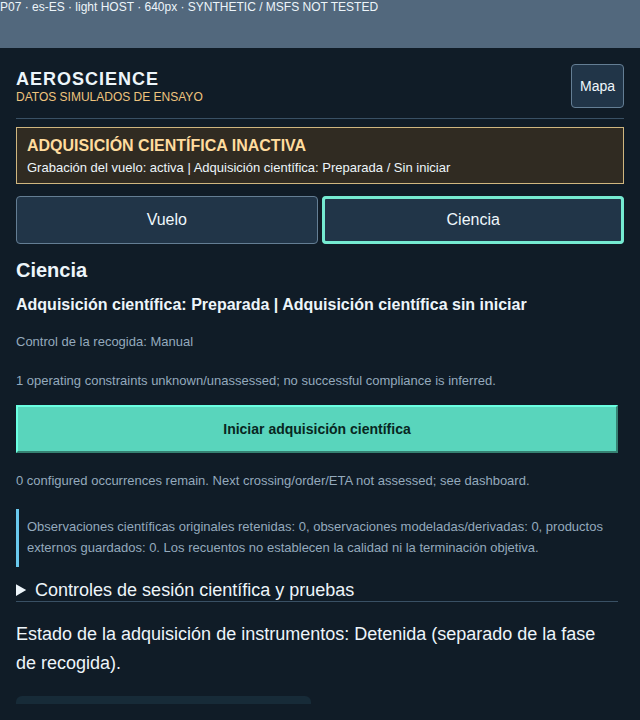 P07 · es-ES · light HOST · 640px · SYNTHETIC / MSFS NOT TESTED
AEROSCIENCE
DATOS SIMULADOS DE ENSAYO
Mapa
ADQUISICIÓN CIENTÍFICA INACTIVA
Grabación del vuelo: activa | Adquisición científica: Preparada / Sin iniciar
Vuelo
Ciencia
Ciencia
Adquisición científica: Preparada | Adquisición científica sin iniciar
Control de la recogida: Manual
1 operating constraints unknown/unassessed; no successful compliance is inferred.
Iniciar adquisición científica
0 configured occurrences remain. Next crossing/order/ETA not assessed; see dashboard.
Observaciones científicas originales retenidas: 0, observaciones modeladas/derivadas: 0, productos
externos guardados: 0. Los recuentos no establecen la calidad ni la terminación objetiva.
Controles de sesión científica y pruebas
Estado de la adquisición de instrumentos: Detenida (separado de la fase
de recogida).